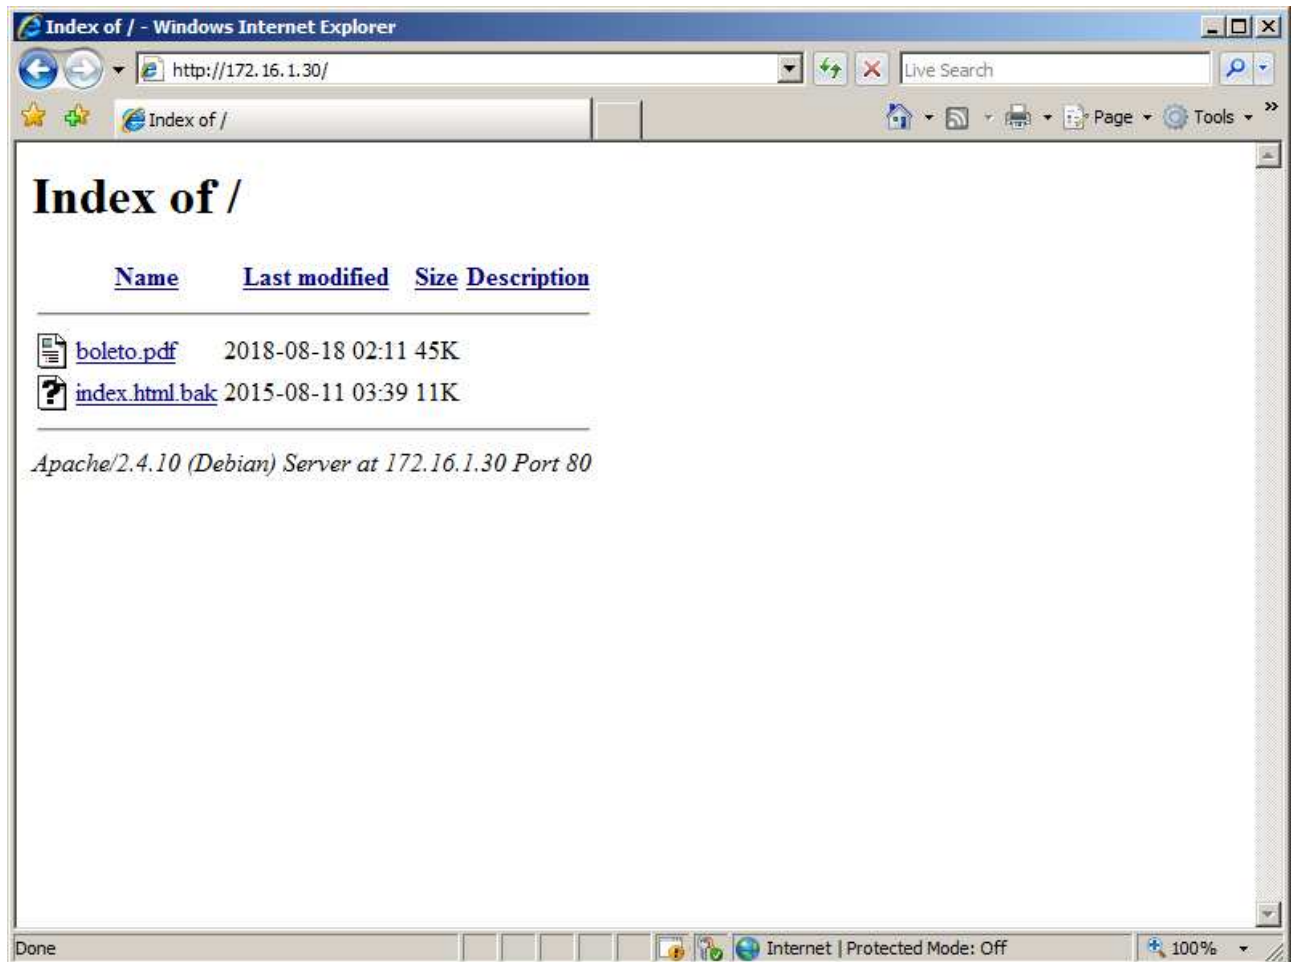 Index of / - Windows Internet Explorer
http://172.16.1.30/
Live Search
Index of /
Page
Tools
»
Index of /
Name Last modified Size Description
boleto.pdf 2018-08-18 02:11 45K
index.html.bak 2015-08-11 03:39 11K
Apache/2.4.10 (Debian) Server at 172.16.1.30 Port 80
Done
Internet | Protected Mode: Off
100%